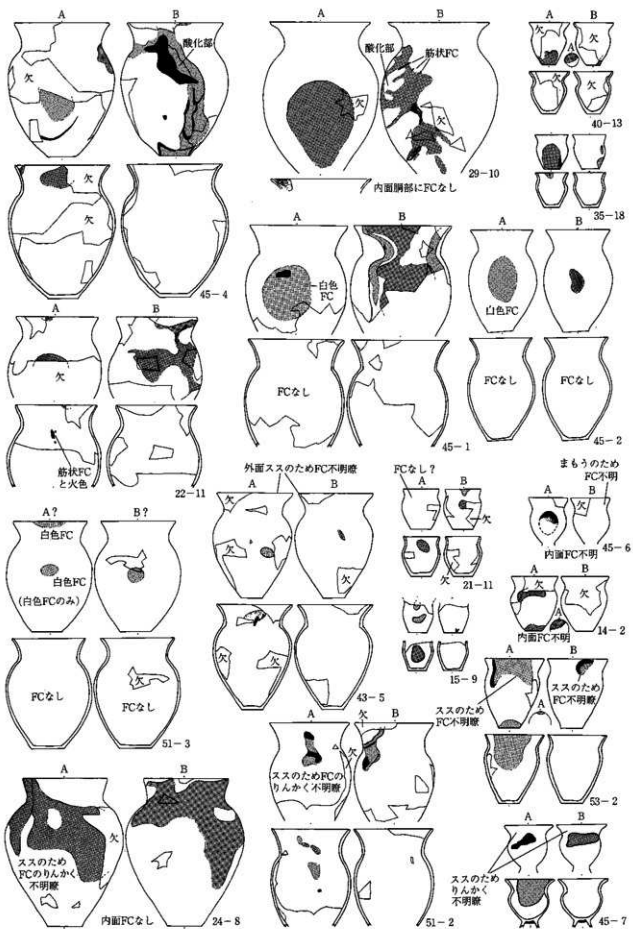 A
B
酸化部
欠
欠
欠
45-4
A
B
酸化部
筋状FC
欠
欠
29-10
内面胴部にFCなし
A
B
欠
A
欠
40-13
35-18
A
B
白色
FC
45-1
FCなし
A
B
白色FC
FCなし
FCなし
45-2
A
B
欠
筋状FC
と火色
22-11
外面ススのためFC不明瞭
A
B
欠
欠
欠
欠
欠
43-5
FCなし?
A
B
欠
欠
21-11
15-9
まもうのため
FC不明
A
B
欠
内面FC不明
45-6
A
B
欠
欠
A
内面FC不明
14-2
A?
B?
白色FC
白色FC
(白色FCのみ)
FCなし
欠
FCなし
51-3
A
B
ススのため
FC不明瞭
ススのため
FC不明瞭
A
53-2
A
B
ススのため
FCのりんかく
不明瞭
欠
内面FCなし
24-8
A
欠
B
欠
ススのためFCの
りんかく不明瞭
51-2
A
B
ススのため
りんかく
不明瞭
45-7